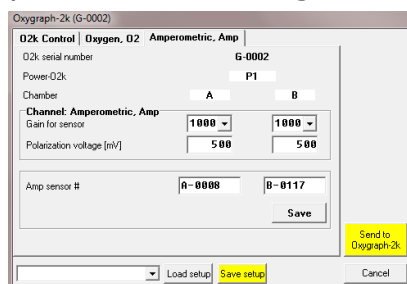 Oxygraph-2k (G-0002)
O2k Control Oxygen, O2 Amperometric, Amp
O2k serial number G-0002
Power-O2k P1
Chamber A B
Channel: Amperometric, Amp
Gain for sensor 1000 1000
Polarization voltage [mV] 500 500
Amp sensor # A-0008 B-0117
Save
Send to
Oxygraph-2k
Load setup Save setup Cancel